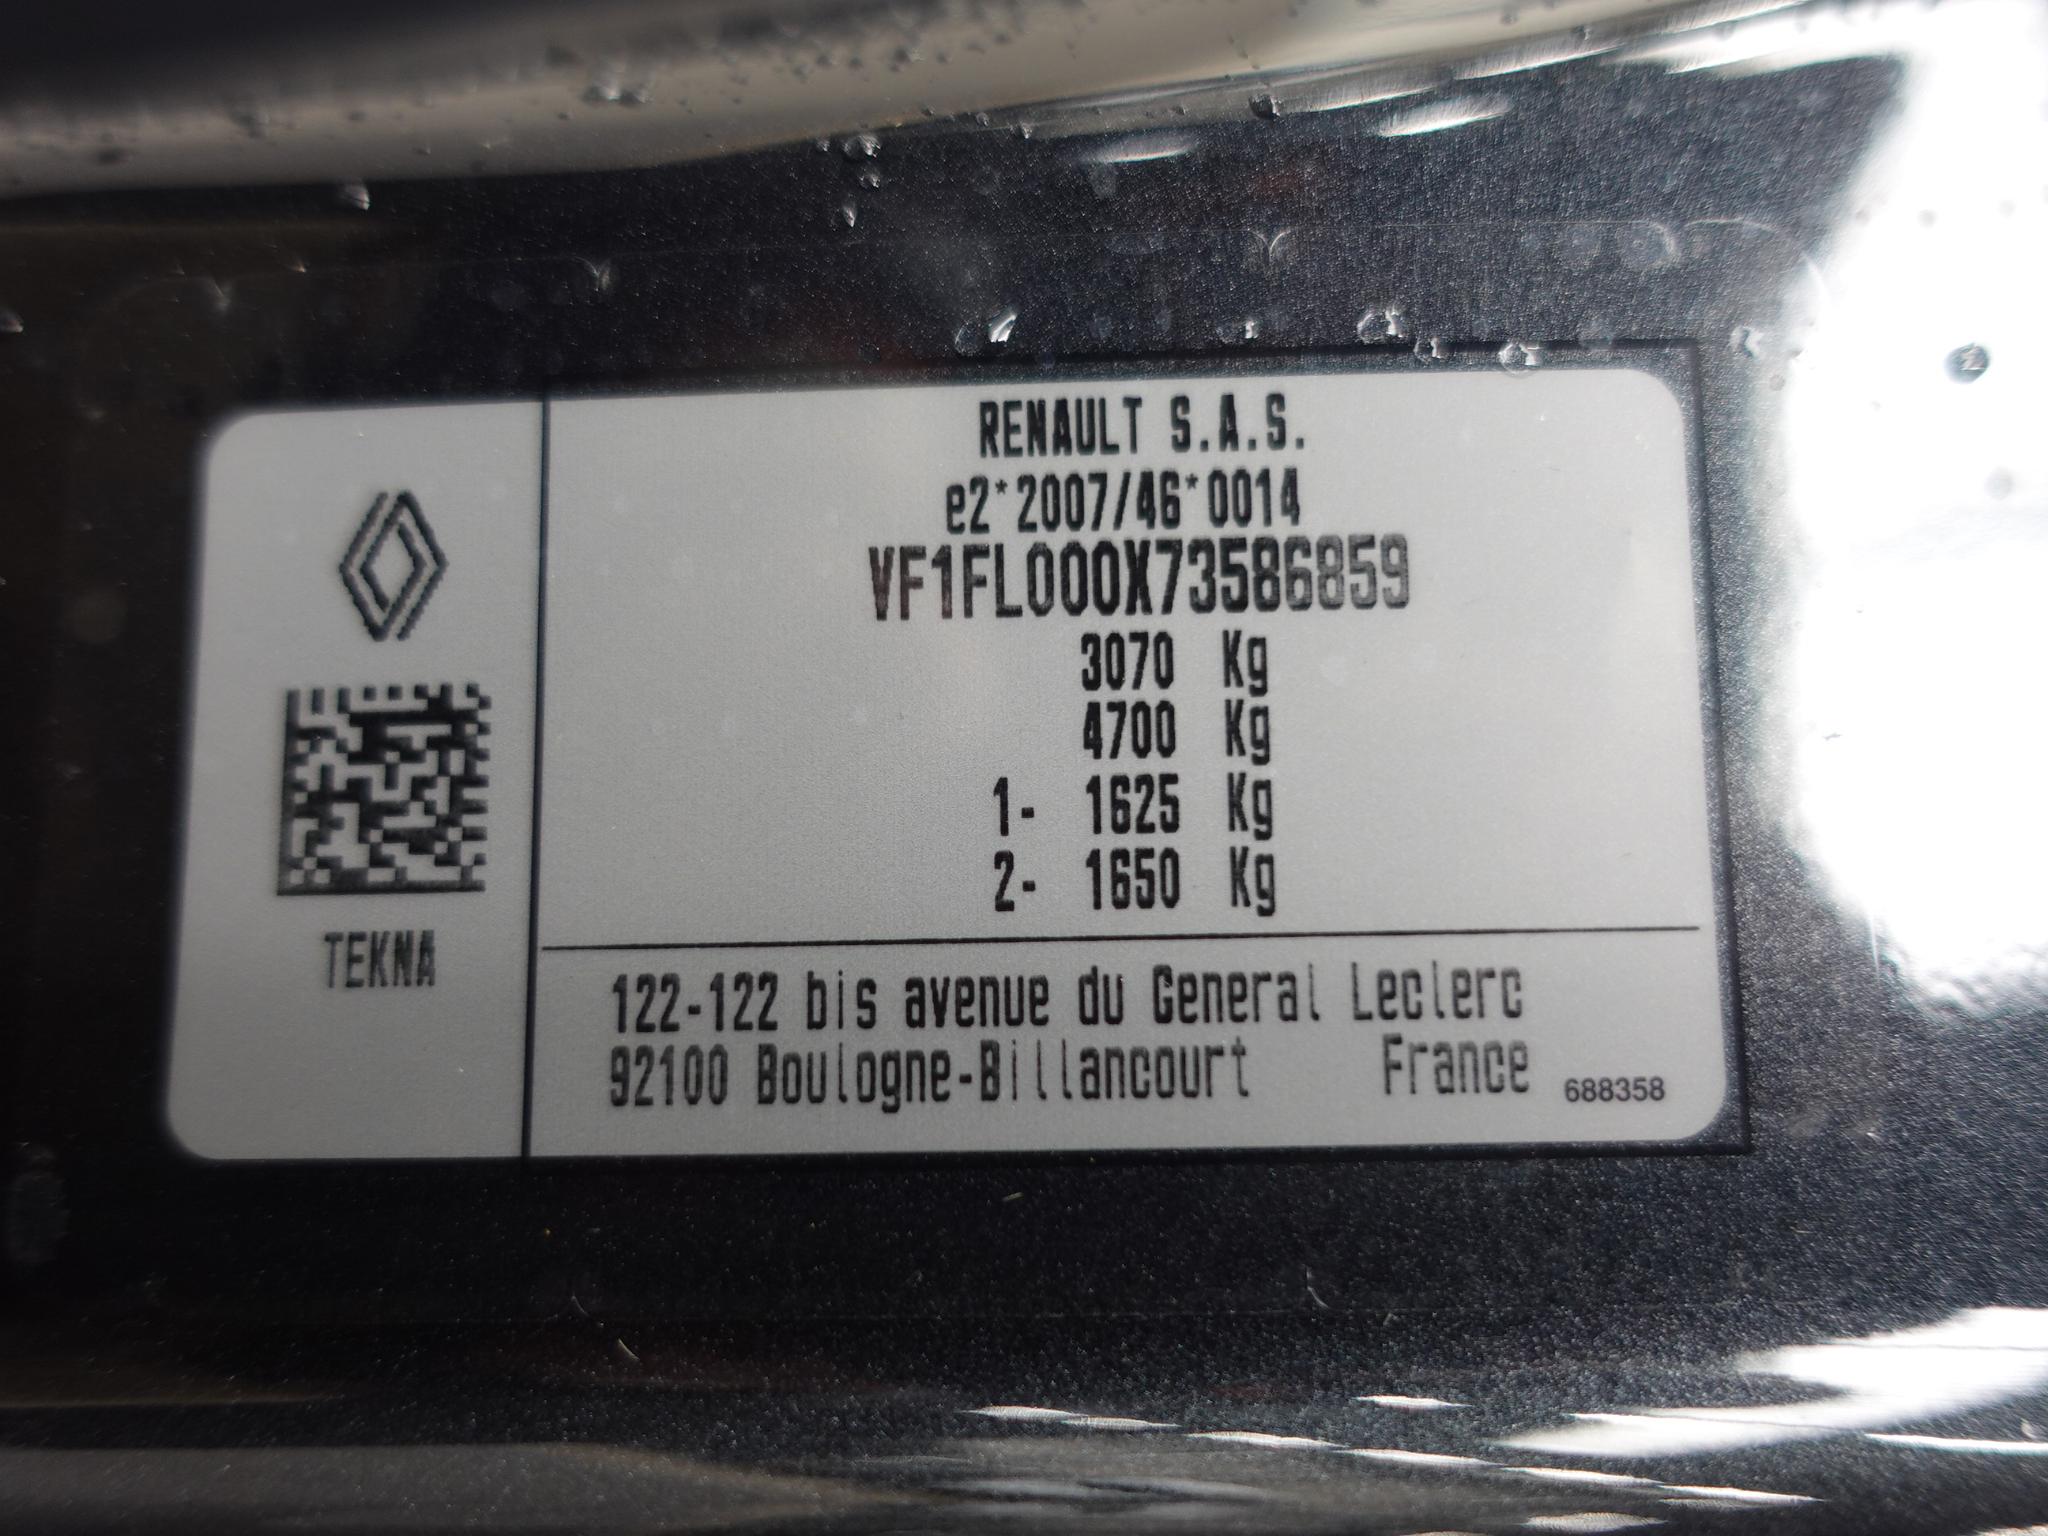 RENAULT S.A.S.
e2*2007/46*0014
VF1FL000X73586859
3070 Kg
4700 Kg
1- 1625 Kg
2- 1650 Kg
TEKNA
122-122 bis avenue du General Leclerc
92100 Boulogne-Billancourt France
688358